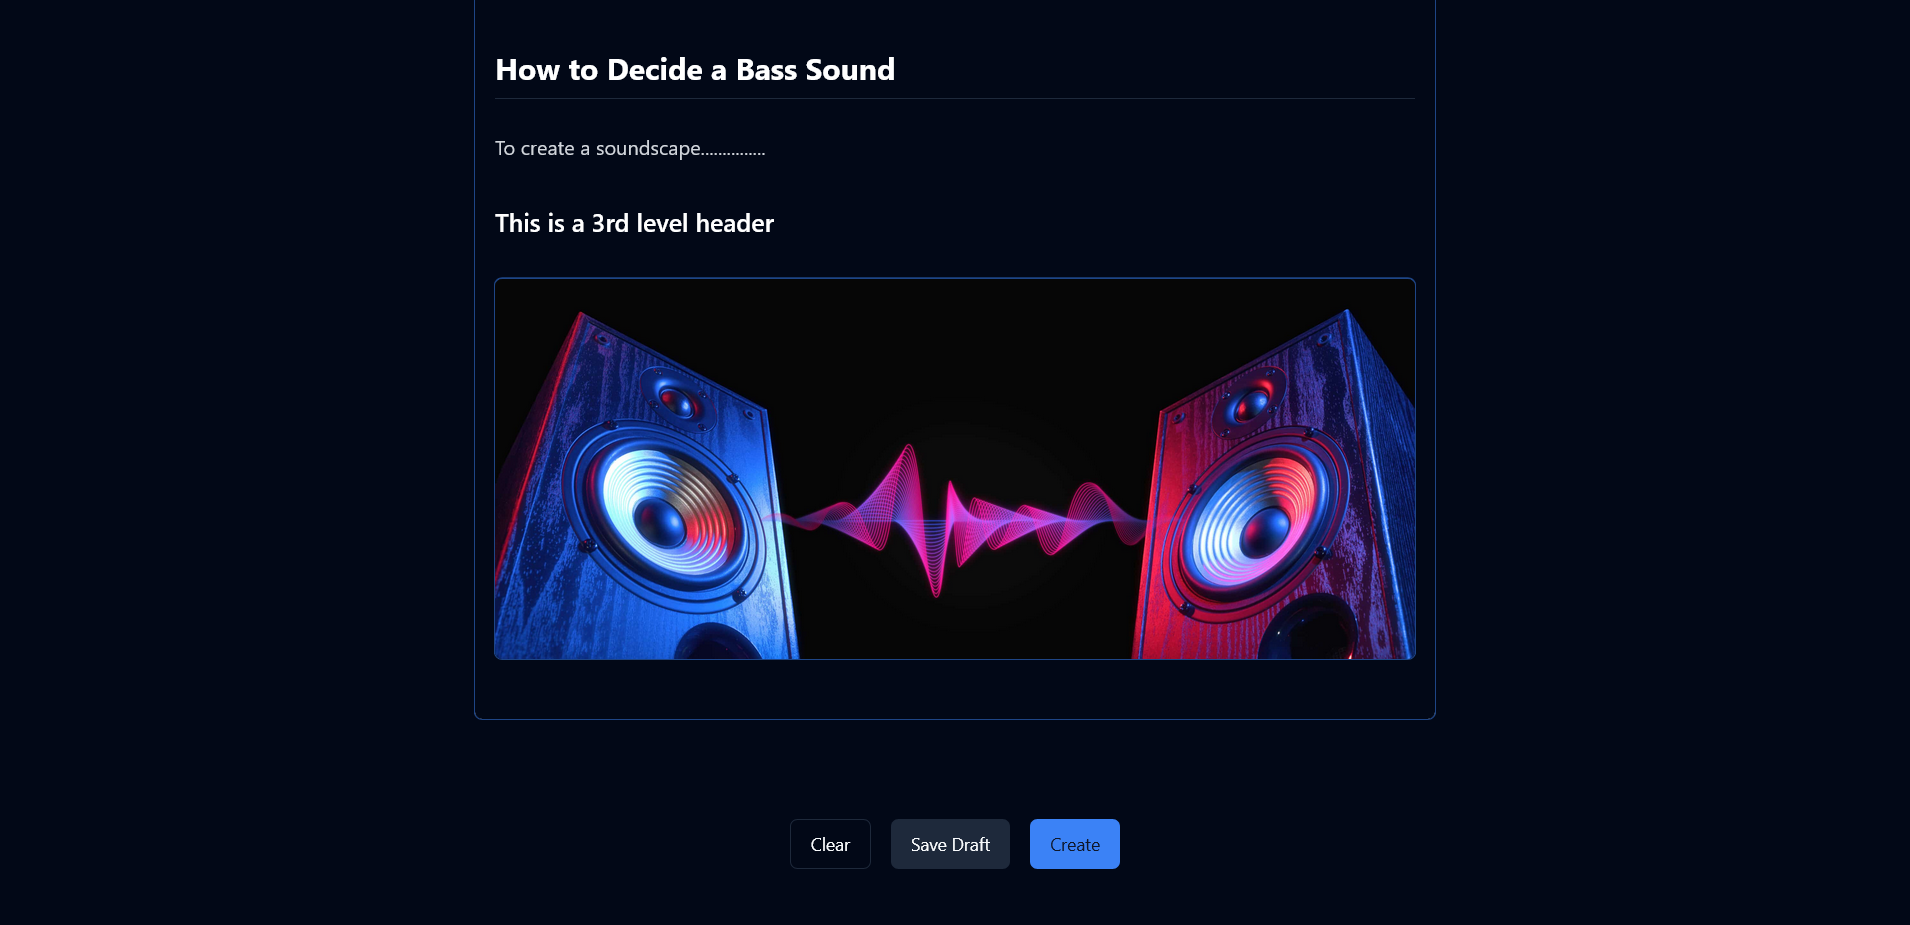 How to Decide a Bass Sound
To create a soundscape...............
This is a 3rd level header
Clear
Save Draft
Create